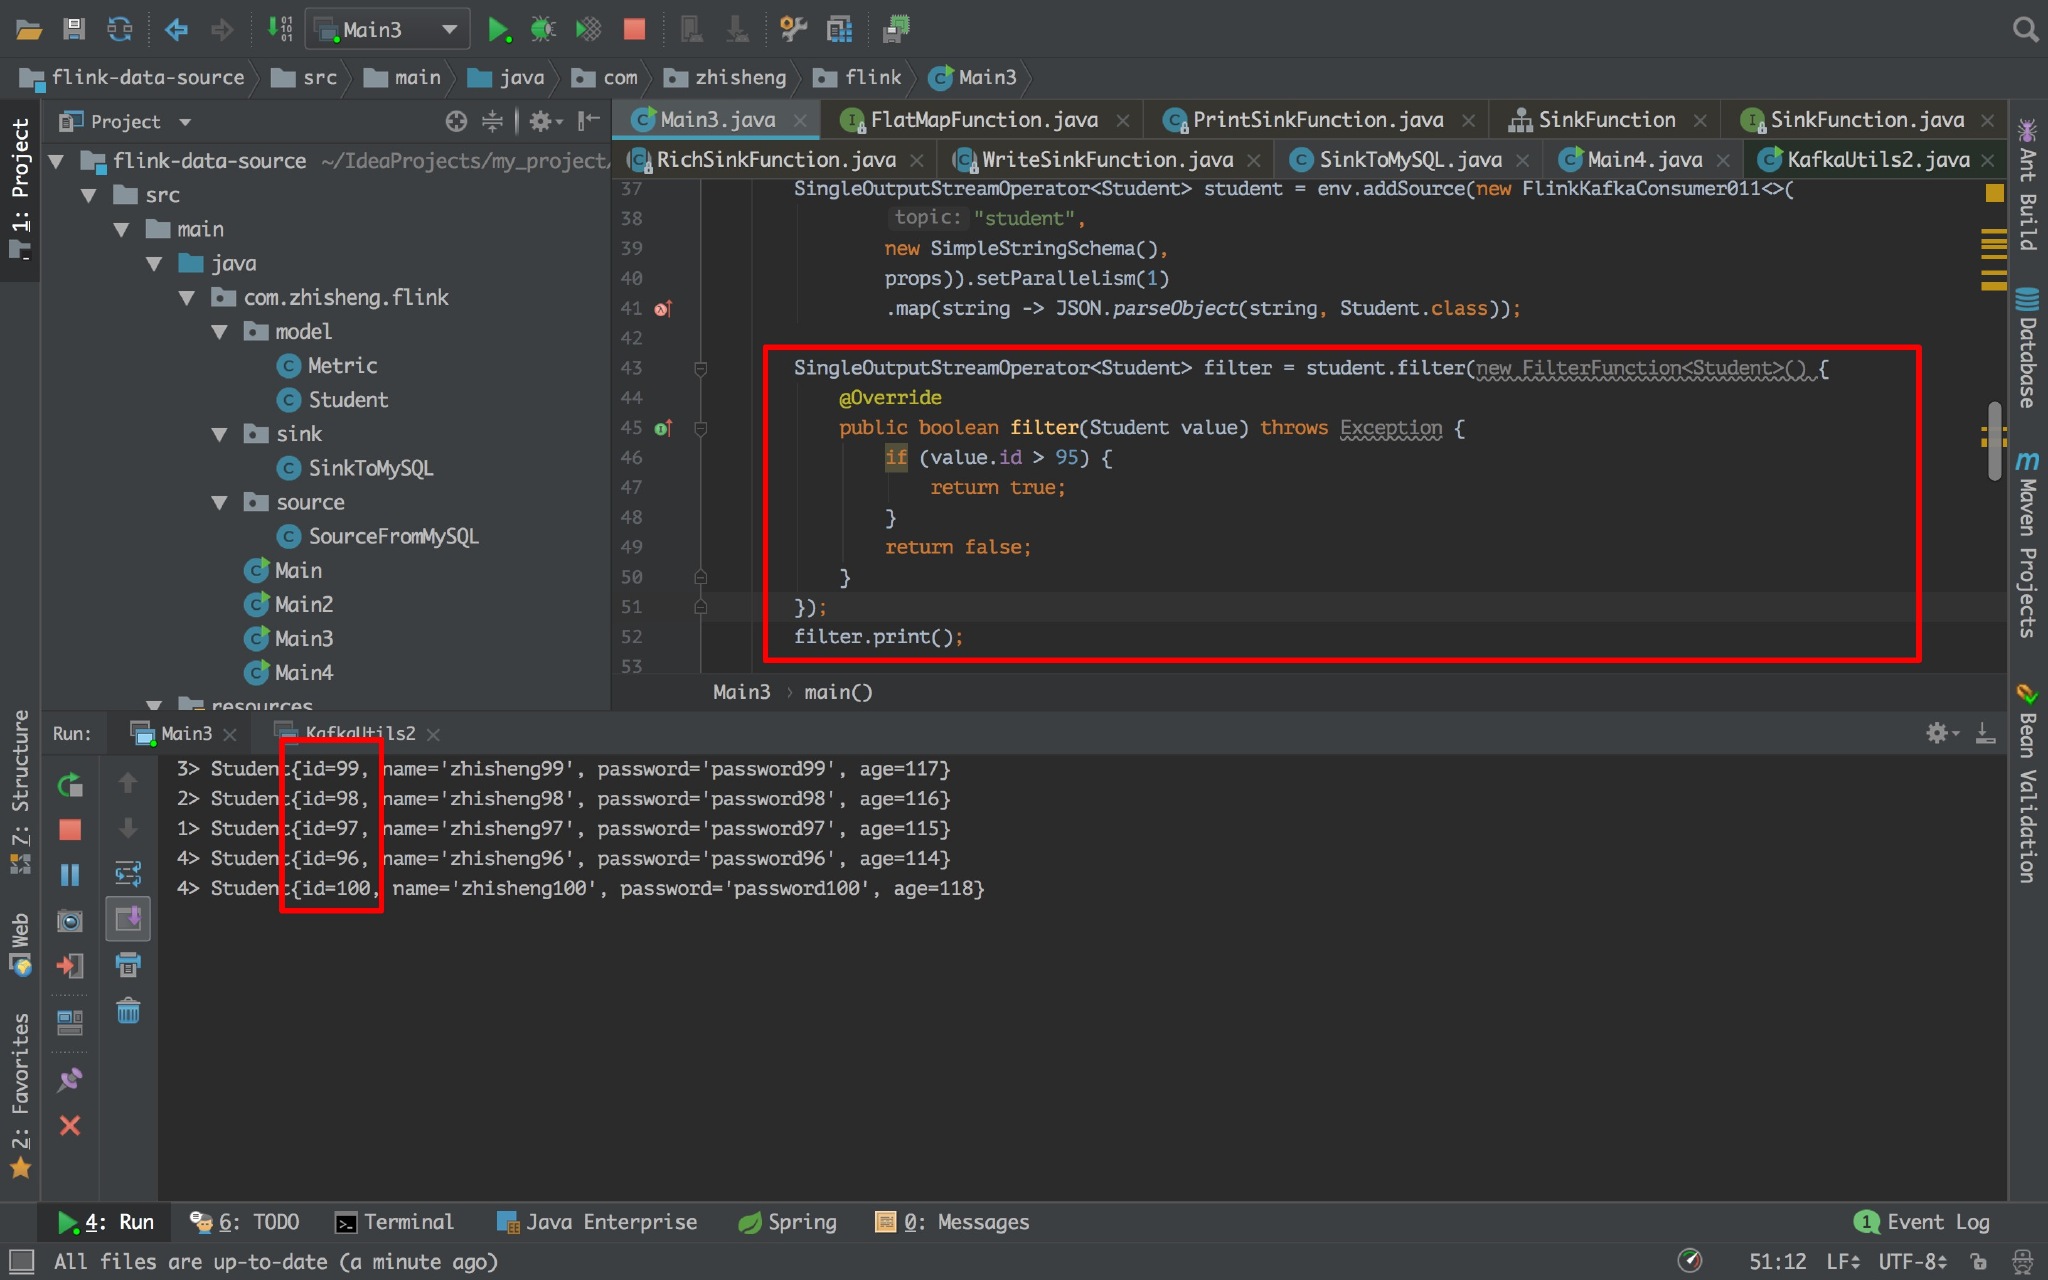 Main3
flink-data-source src main java com zhisheng flink Main3
Project
Main3.java FlatMapFunction.java PrintSinkFunction.java SinkFunction SinkFunction.java
RichSinkFunction.java WriteSinkFunction.java SinkToMySQL.java Main4.java KafkaUtils2.java
1: Project
flink-data-source ~/IdeaProjects/my_project/
src
main
java
com.zhisheng.flink
model
Metric
Student
sink
SinkToMySQL
source
SourceFromMySQL
Main
Main2
Main3
Main4
resources
37 SingleOutputStreamOperator<Student> student = env.addSource(new FlinkKafkaConsumer011<>(
38 topic: "student",
39 new SimpleStringSchema(),
40 props)).setParallelism(1)
41 .map(string -> JSON.parseObject(string, Student.class));
42
43 SingleOutputStreamOperator<Student> filter = student.filter(new FilterFunction<Student>() {
44 @Override
45 public boolean filter(Student value) throws Exception {
46 if (value.id > 95) {
47 return true;
48 }
49 return false;
50 }
51 });
52 filter.print();
53
Main3 › main()
Ant Build
Database
Maven Projects
Bean Validation
7: Structure
Web
2: Favorites
Run: Main3 KafkaUtils2
3> Student{id=99, name='zhisheng99', password='password99', age=117}
2> Student{id=98, name='zhisheng98', password='password98', age=116}
1> Student{id=97, name='zhisheng97', password='password97', age=115}
4> Student{id=96, name='zhisheng96', password='password96', age=114}
4> Student{id=100, name='zhisheng100', password='password100', age=118}
4: Run 6: TODO Terminal Java Enterprise Spring 0: Messages 1 Event Log
All files are up-to-date (a minute ago) 51:12 LF UTF-8